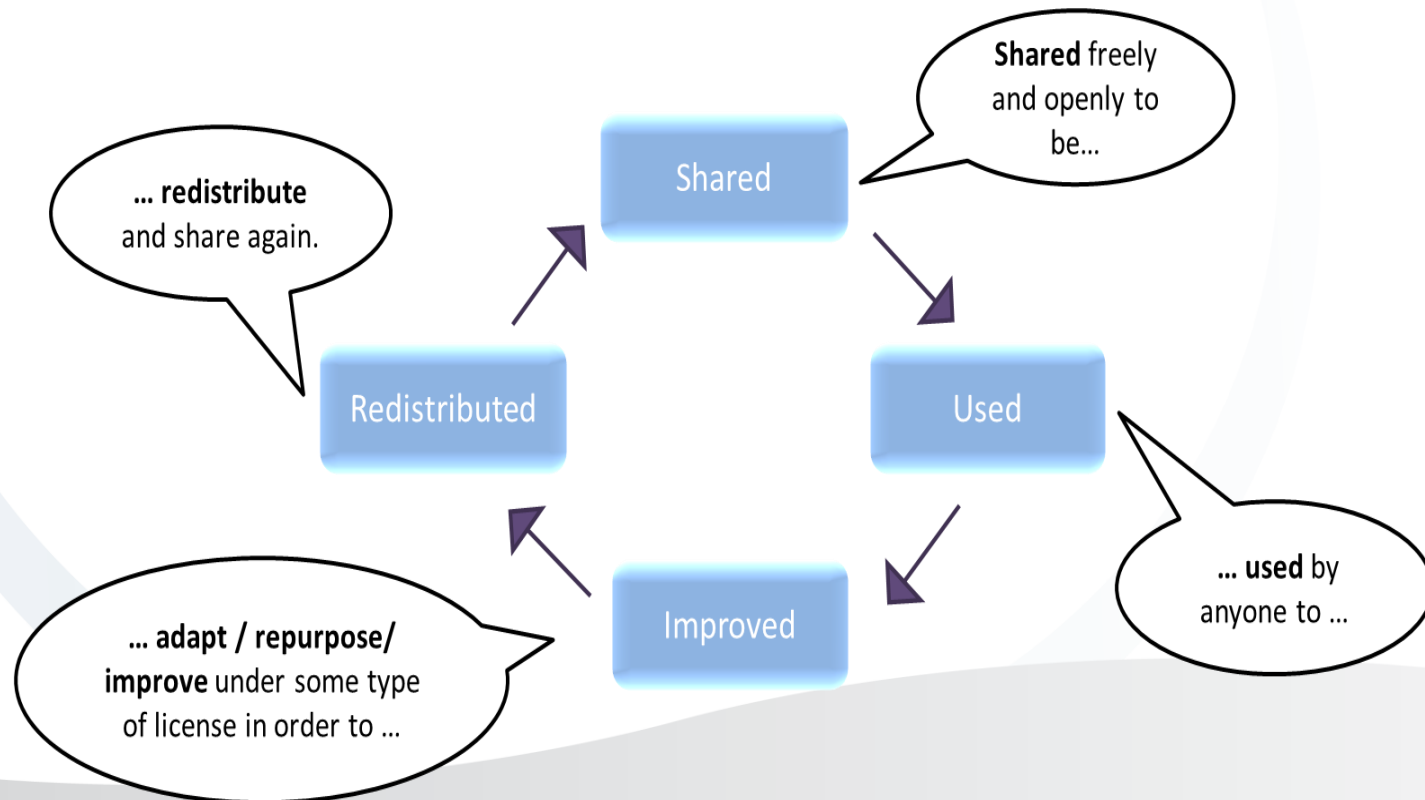 Shared freely
and openly to
be...
Shared
... redistribute
and share again.
Redistributed
Used
... used by
anyone to ...
Improved
... adapt / repurpose/
improve under some type
of license in order to ...